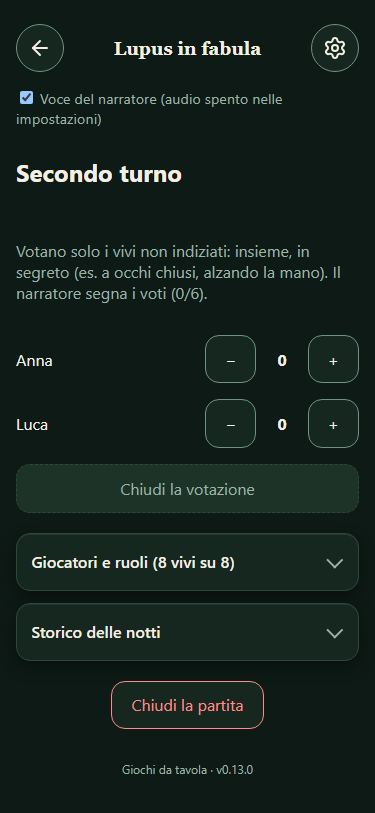 Lupus in fabula
Voce del narratore (audio spento nelle
impostazioni)
Secondo turno
Votano solo i vivi non indiziati: insieme, in
segreto (es. a occhi chiusi, alzando la mano). Il
narratore segna i voti (0/6).
Anna − 0 +
Luca − 0 +
Chiudi la votazione
Giocatori e ruoli (8 vivi su 8)
Storico delle notti
Chiudi la partita
Giochi da tavola · v0.13.0